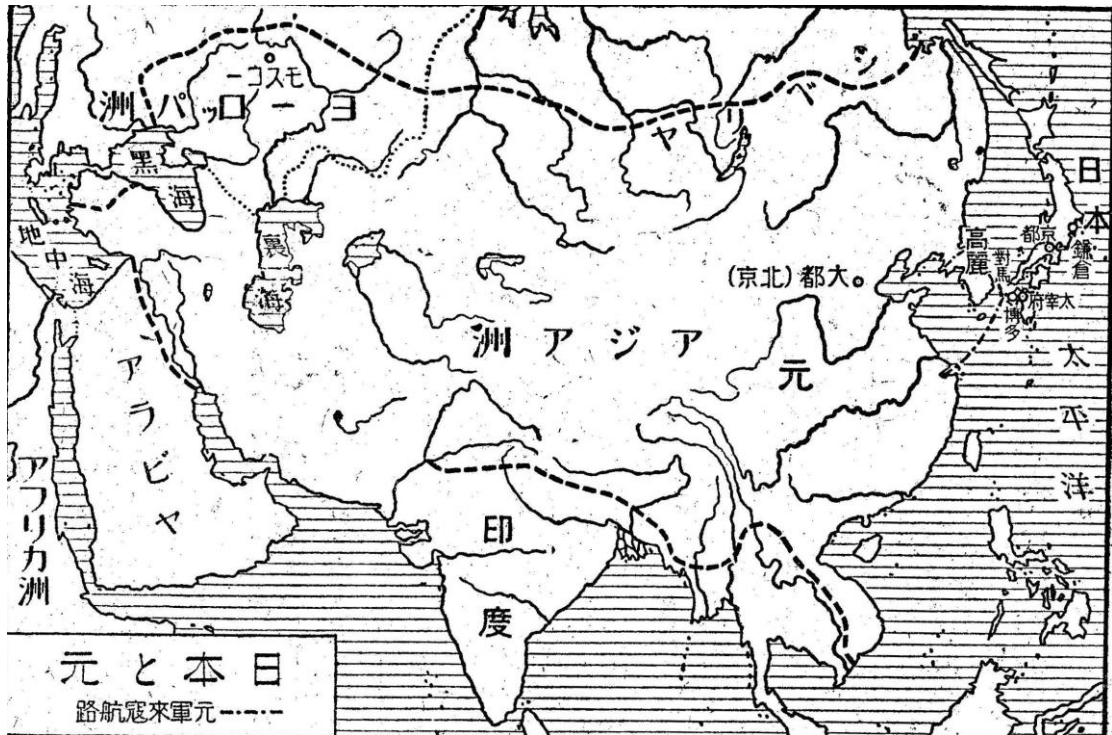 シベリヤ
モスコー
ヨーロッパ洲
黑海
地中海
裏海
日本
鎌倉
京都
高麗
對馬
太宰府
博多
大都(北京)
アジア洲
元
太平洋
アラビヤ
アフリカ洲
印度
日本と元
元軍來寇航路